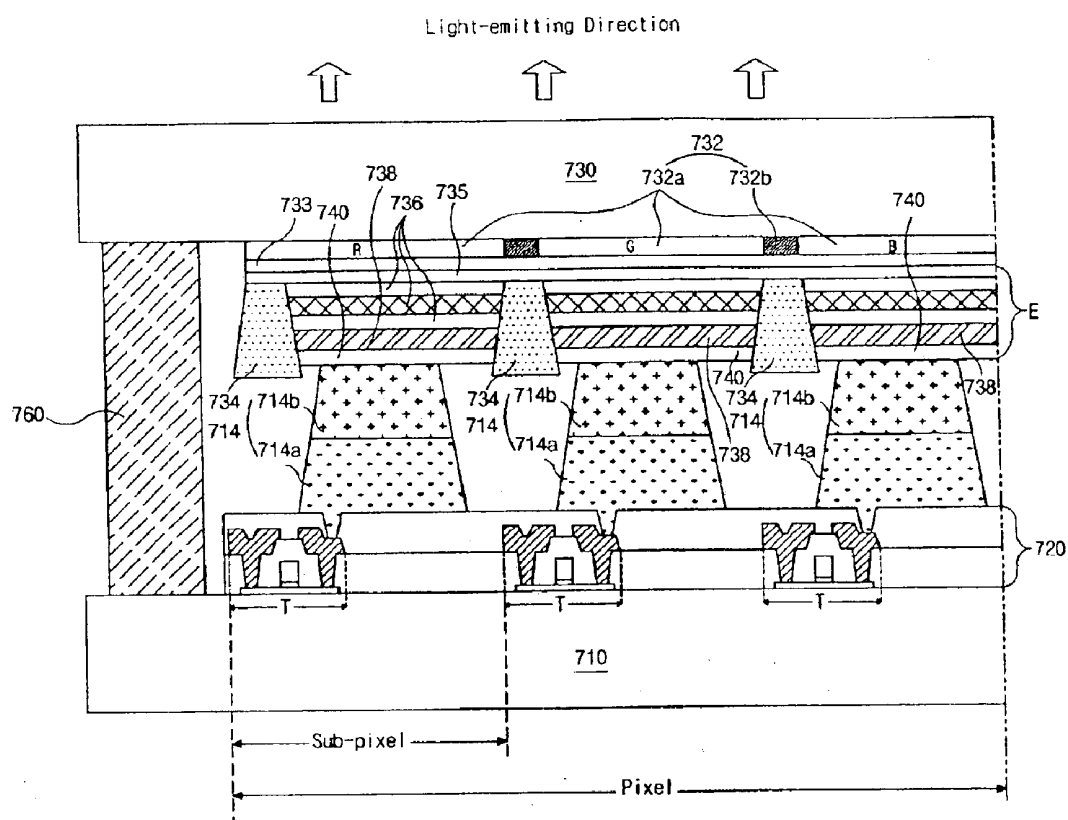 Light-emitting Direction
732
738 730 732a 732b
733 740 736 735 740
R G B
E
740
760 734 714b 734 714b 734 714b 738
714 714 714
714a 714a 738 714a
720
T T T
710
Sub-pixel
Pixel